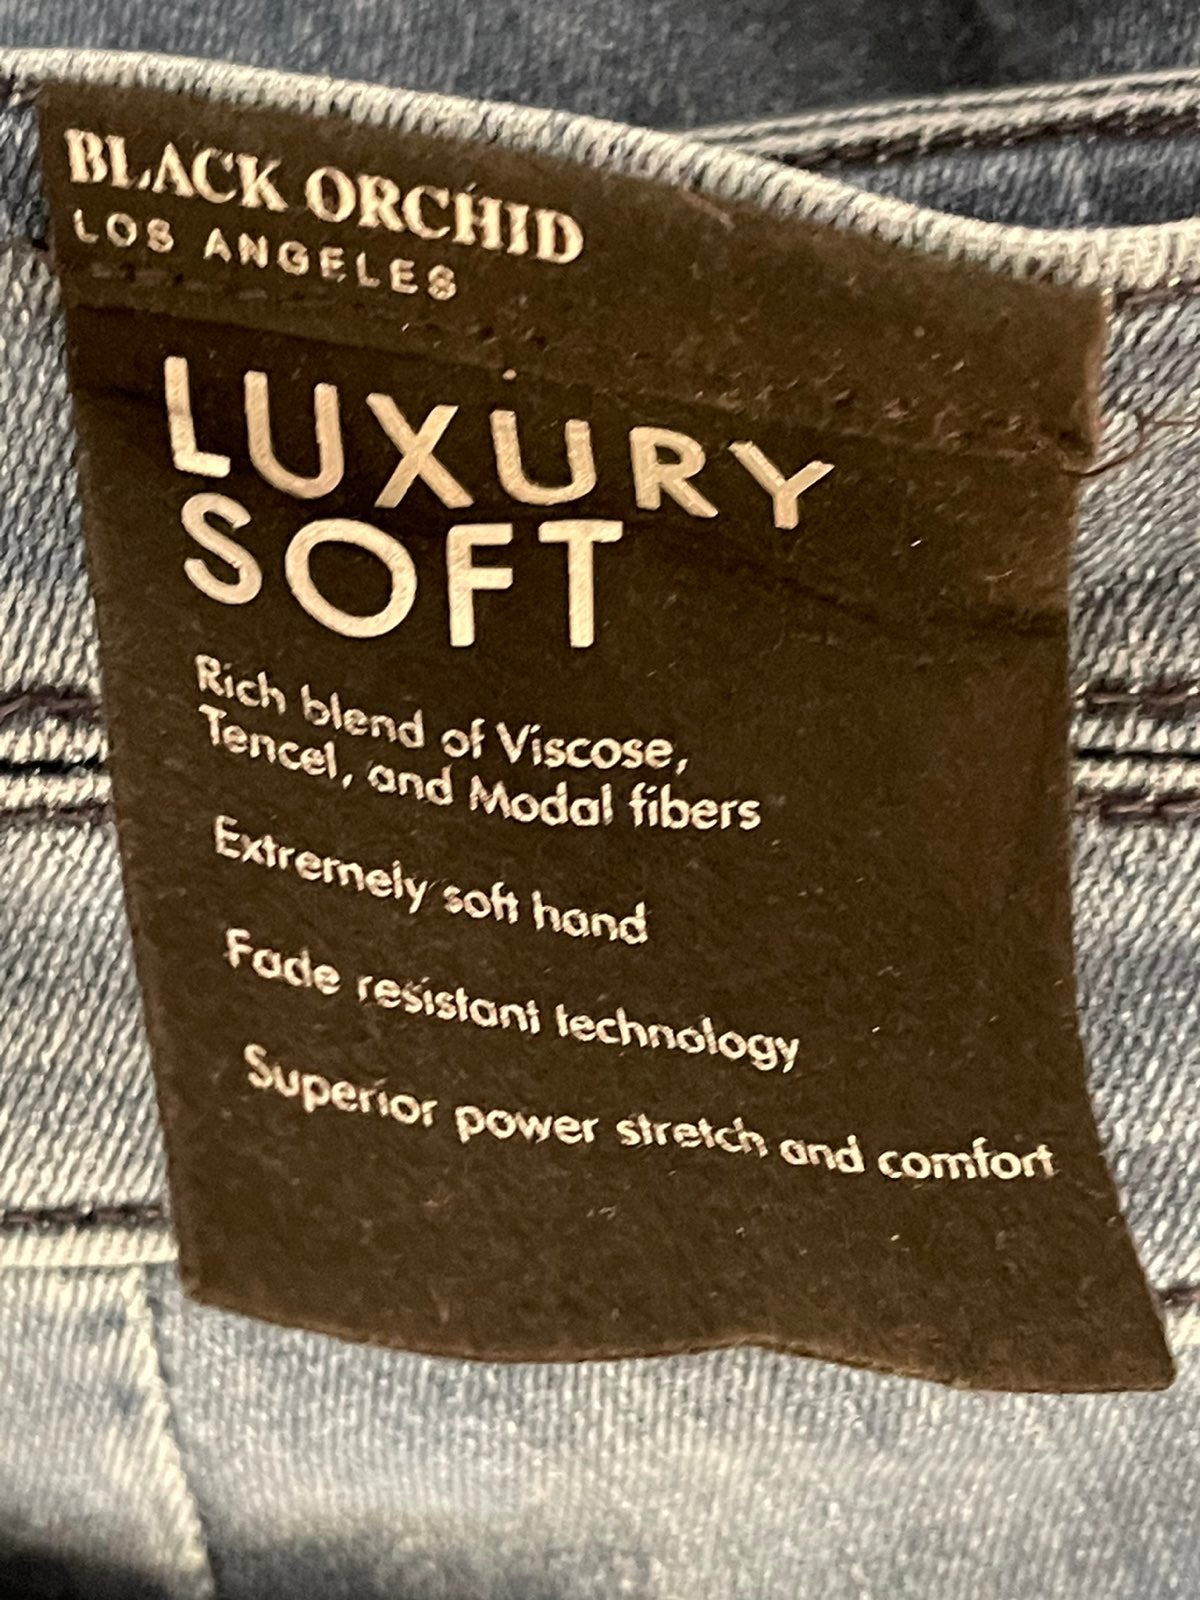 BLACK ORCHID
LOS ANGELES
LUXURY
SOFT
Rich blend of Viscose,
Tencel, and Modal fibers
Extremely soft hand
Fade resistant technology
Superior power stretch and comfort